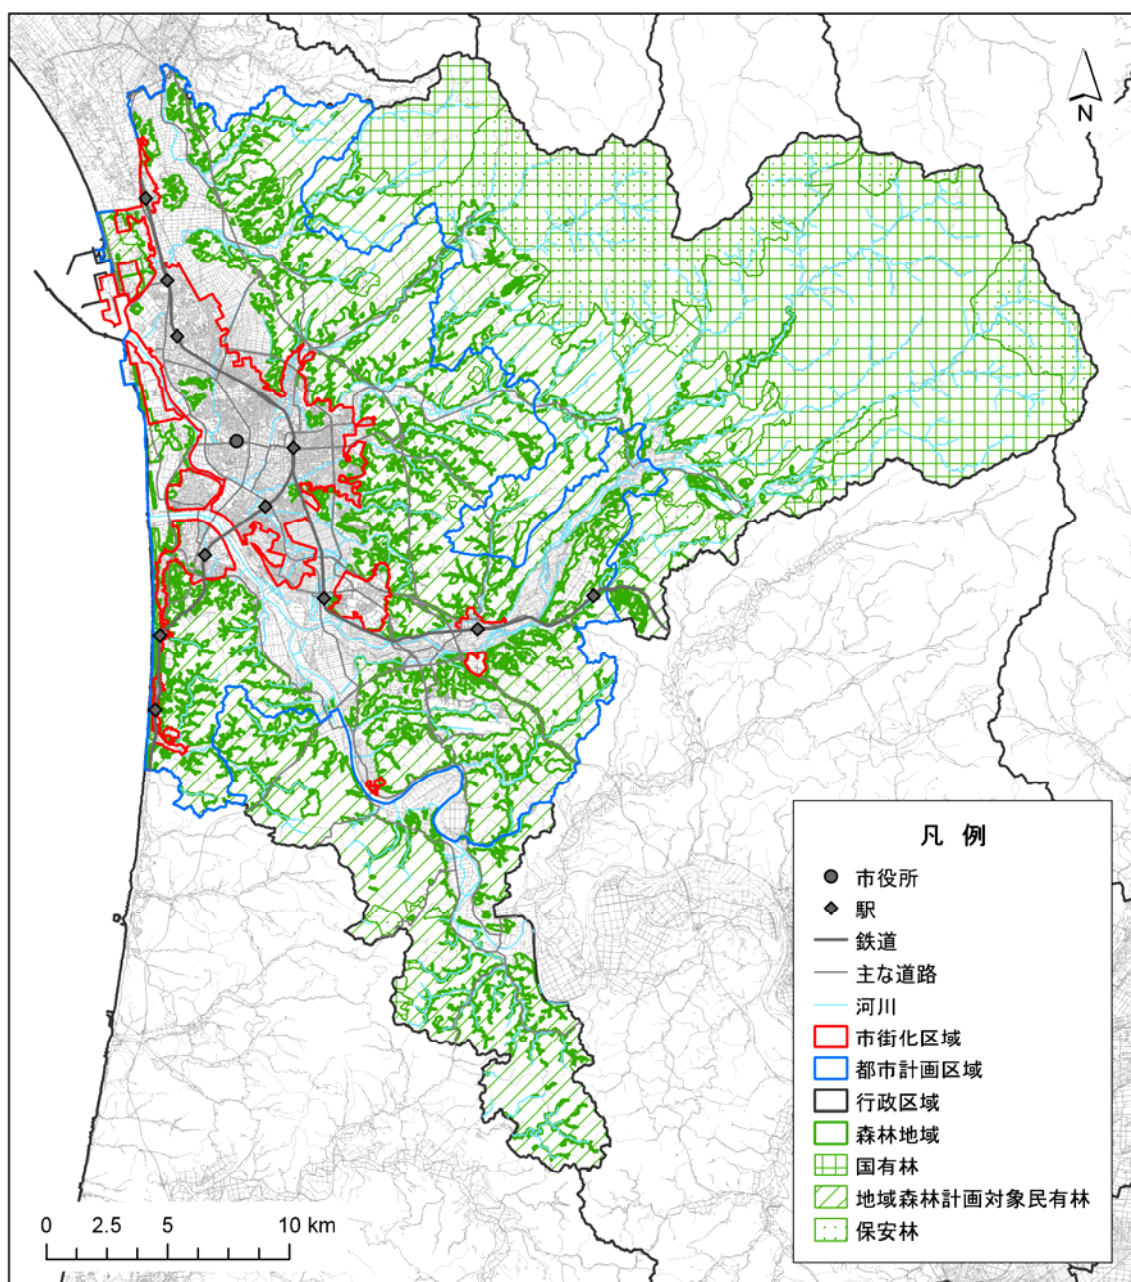 N
凡 例
市役所
駅
鉄道
主な道路
河川
市街化区域
都市計画区域
行政区域
森林地域
国有林
地域森林計画対象民有林
保安林
0 2.5 5 10 km